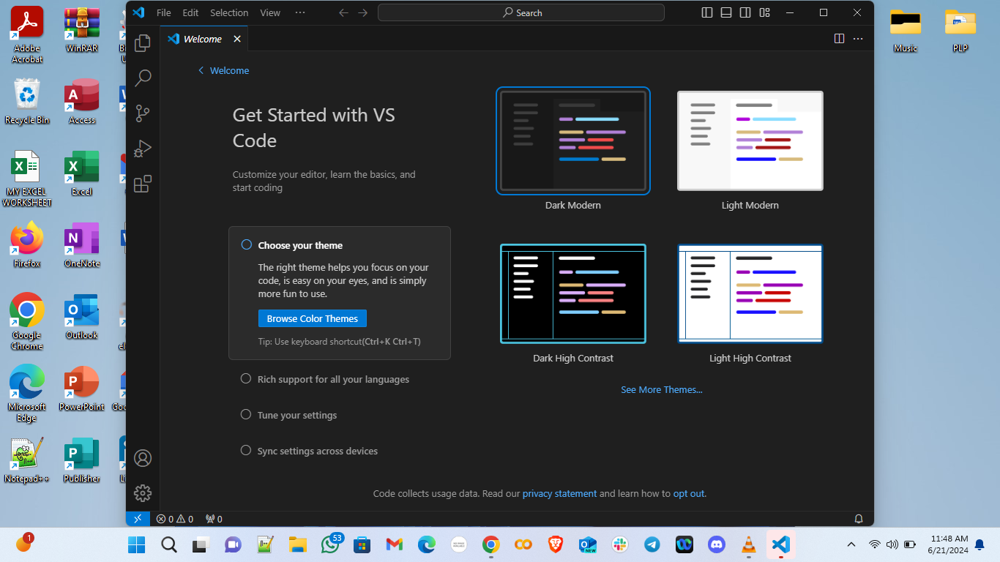 File Edit Selection View ···
Search
Welcome
Welcome
Get Started with VS
Code
Customize your editor, learn the basics, and
start coding
Choose your theme
The right theme helps you focus on your
code, is easy on your eyes, and is simply
more fun to use.
Browse Color Themes
Tip: Use keyboard shortcut(Ctrl+K Ctrl+T)
Rich support for all your languages
Tune your settings
Sync settings across devices
Dark Modern
Light Modern
Dark High Contrast
Light High Contrast
See More Themes...
Code collects usage data. Read our privacy statement and learn how to opt out.
0 0 0
Adobe
Acrobat
WinRAR
Recycle Bin
Access
MY EXCEL
WORKSHEET
Excel
Firefox
OneNote
Google
Chrome
Outlook
Microsoft
Edge
PowerPoint
Notepad++
Publisher
Music
PLP
1
53
NEW
11:48 AM
6/21/2024